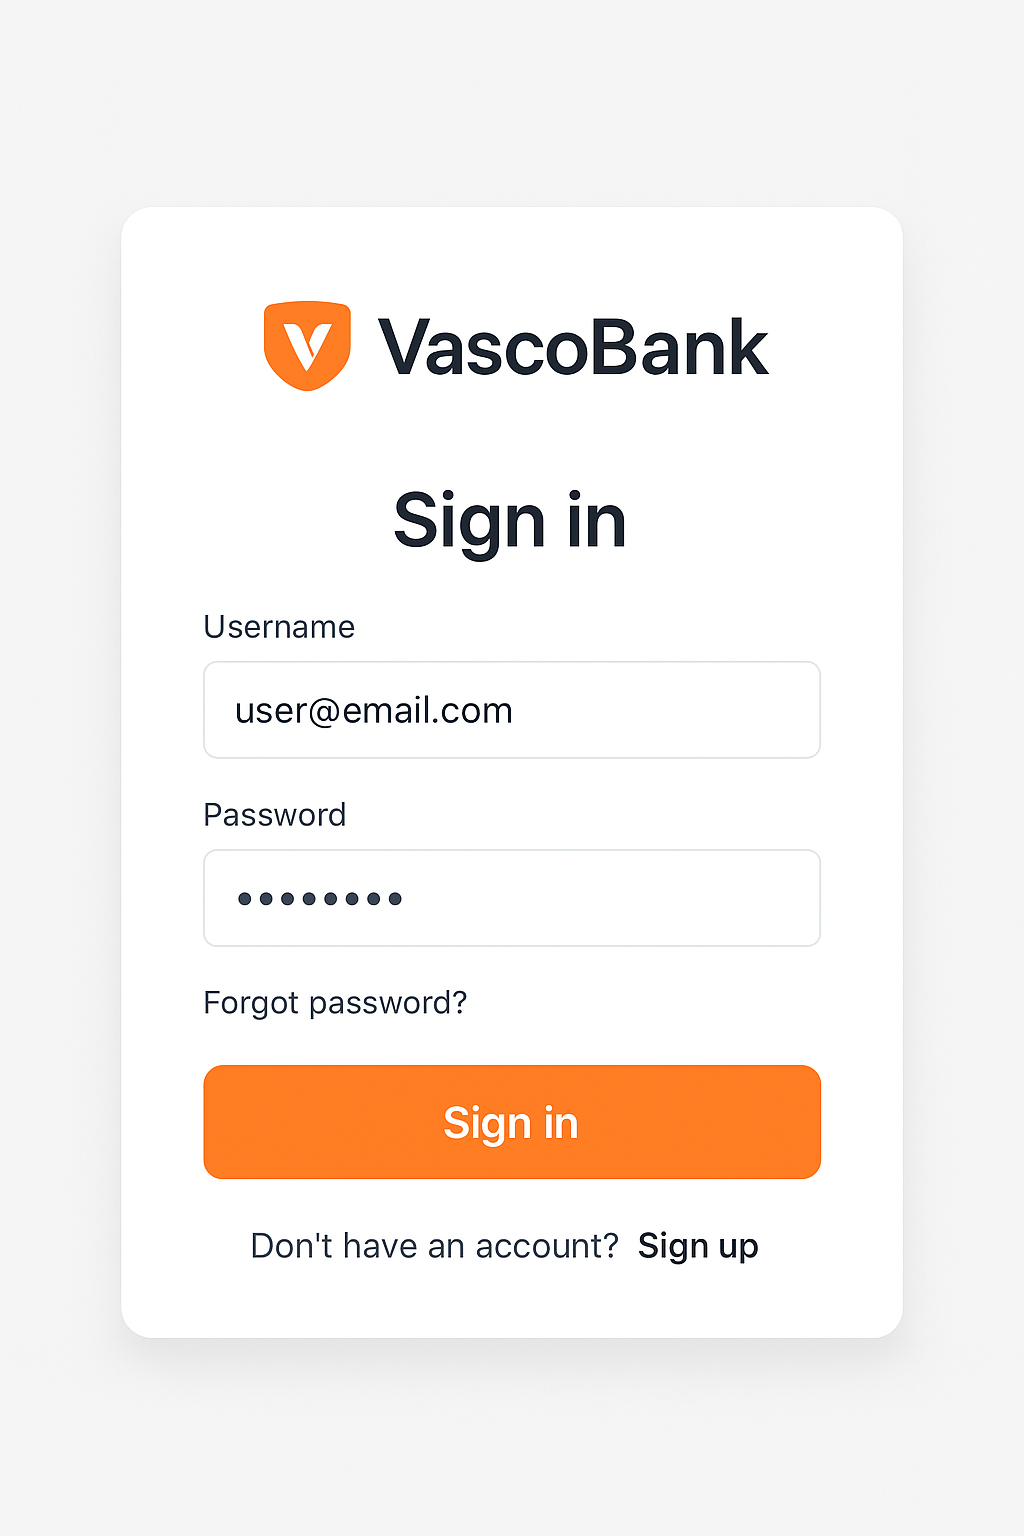 VascoBank
Sign in
Username
user@email.com
Password
••••••••
Forgot password?
Sign in
Don't have an account? Sign up